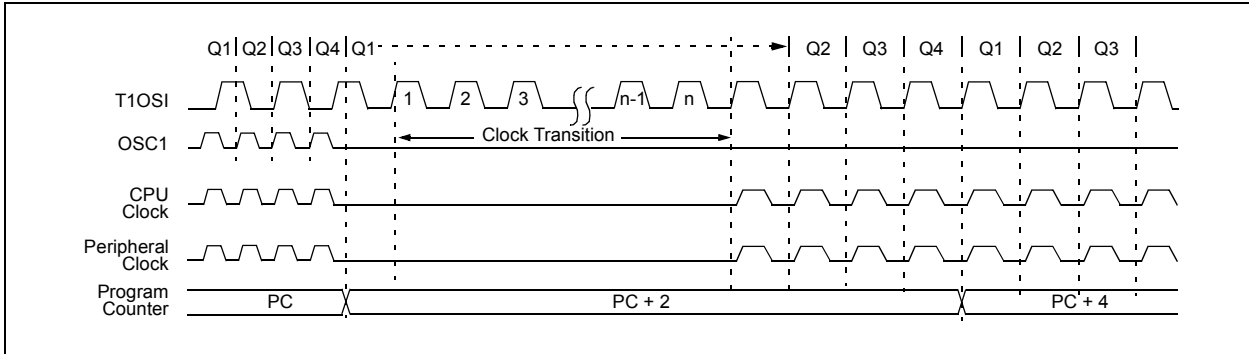 Q1 Q2 Q3 Q4 Q1 Q2 Q3 Q4 Q1 Q2 Q3
T1OSI 1 2 3 n-1 n
OSC1 Clock Transition
CPU
Clock
Peripheral
Clock
Program
Counter
PC PC + 2 PC + 4